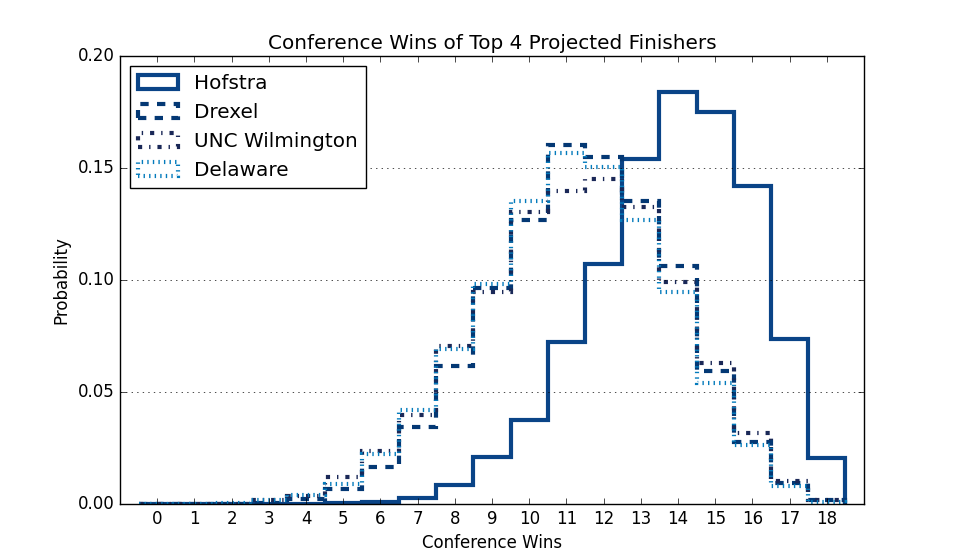 Conference Wins of Top 4 Projected Finishers
0.20
Hofstra
Drexel
UNC Wilmington
Delaware
0.15
0.10
0.05
0.00
Probability
0 1 2 3 4 5 6 7 8 9 10 11 12 13 14 15 16 17 18
Conference Wins